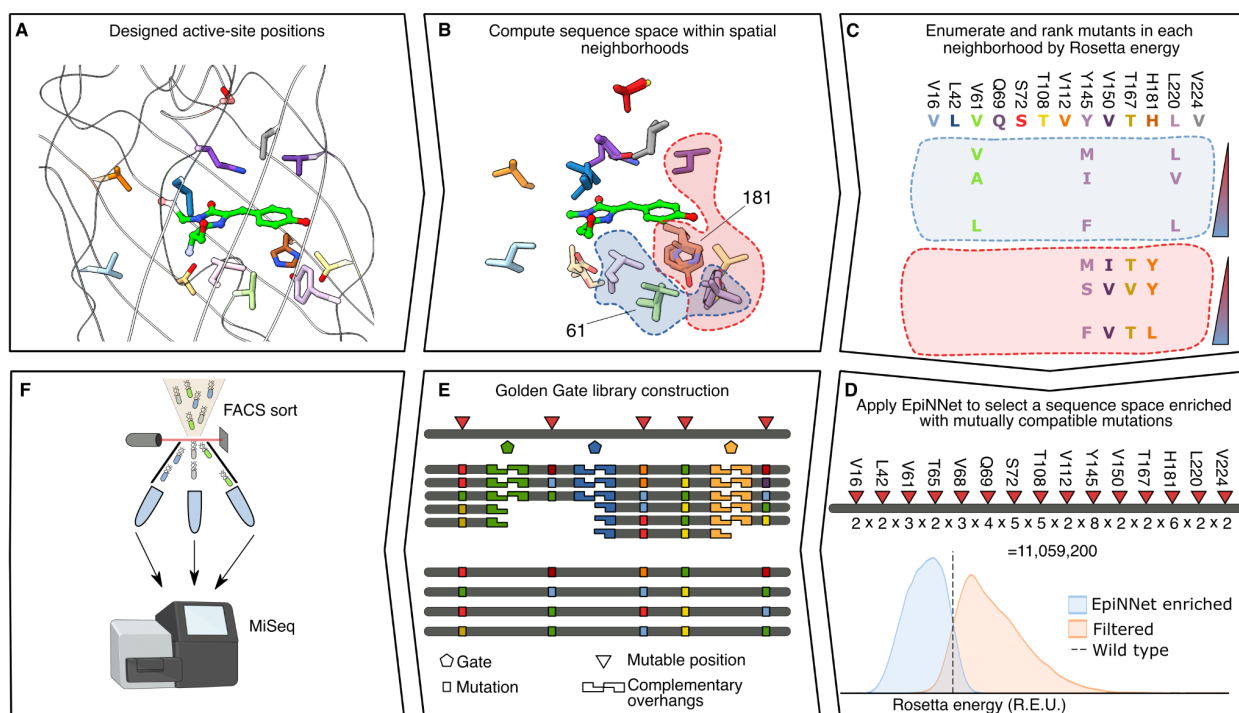 A
Designed active-site positions
B
Compute sequence space within spatial
neighborhoods
181
61
C
Enumerate and rank mutants in each
neighborhood by Rosetta energy
V16 L42 V61 Q69 S72 T108 V112 Y145 V150 T167 H181 L220 V224
V L V Q S T V Y V T H L V
V M L
A I V
L F L
M I T Y
S V V Y
F V T L
F
FACS sort
MiSeq
E
Golden Gate library construction
Gate
Mutable position
Mutation
Complementary
overhangs
D
Apply EpiNNet to select a sequence space enriched
with mutually compatible mutations
V16 L42 V61 T65 V68 Q69 S72 T108 V112 Y145 V150 T167 H181 L220 V224
2 x 2 x 3 x 2 x 3 x 4 x 5 x 5 x 2 x 8 x 2 x 2 x 6 x 2 x 2
=11,059,200
EpiNNet enriched
Filtered
Wild type
Rosetta energy (R.E.U.)